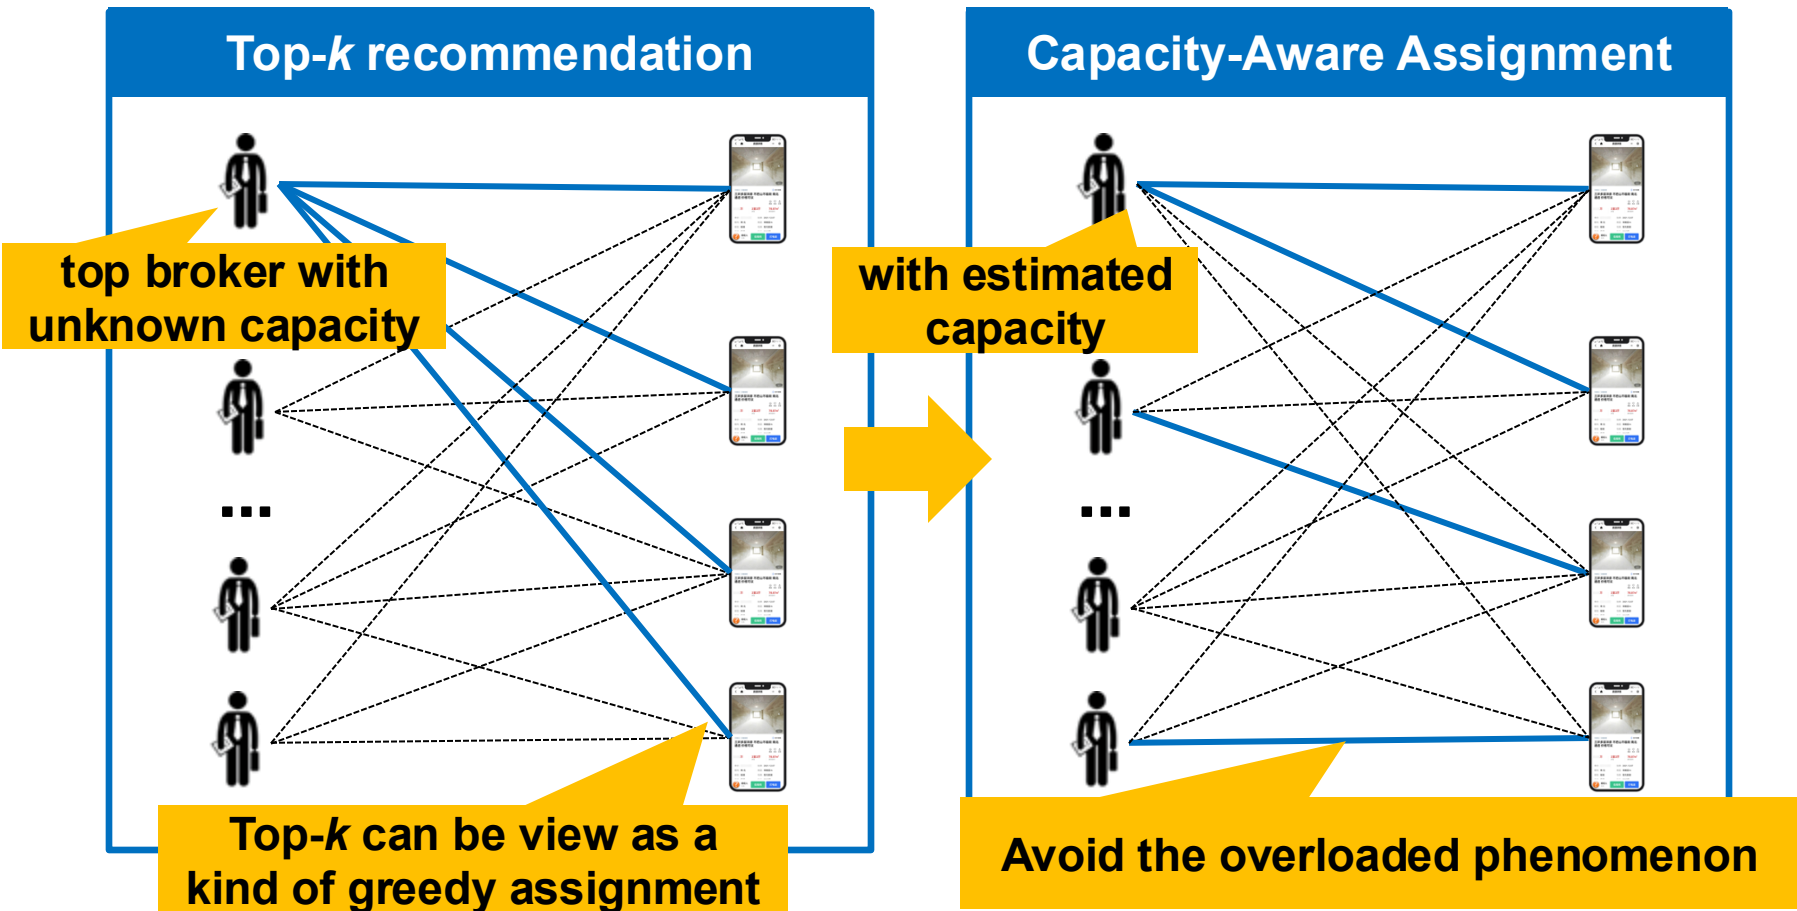 Top-k recommendation
top broker with
unknown capacity
...
Top-k can be view as a
kind of greedy assignment
Capacity-Aware Assignment
with estimated
capacity
...
Avoid the overloaded phenomenon